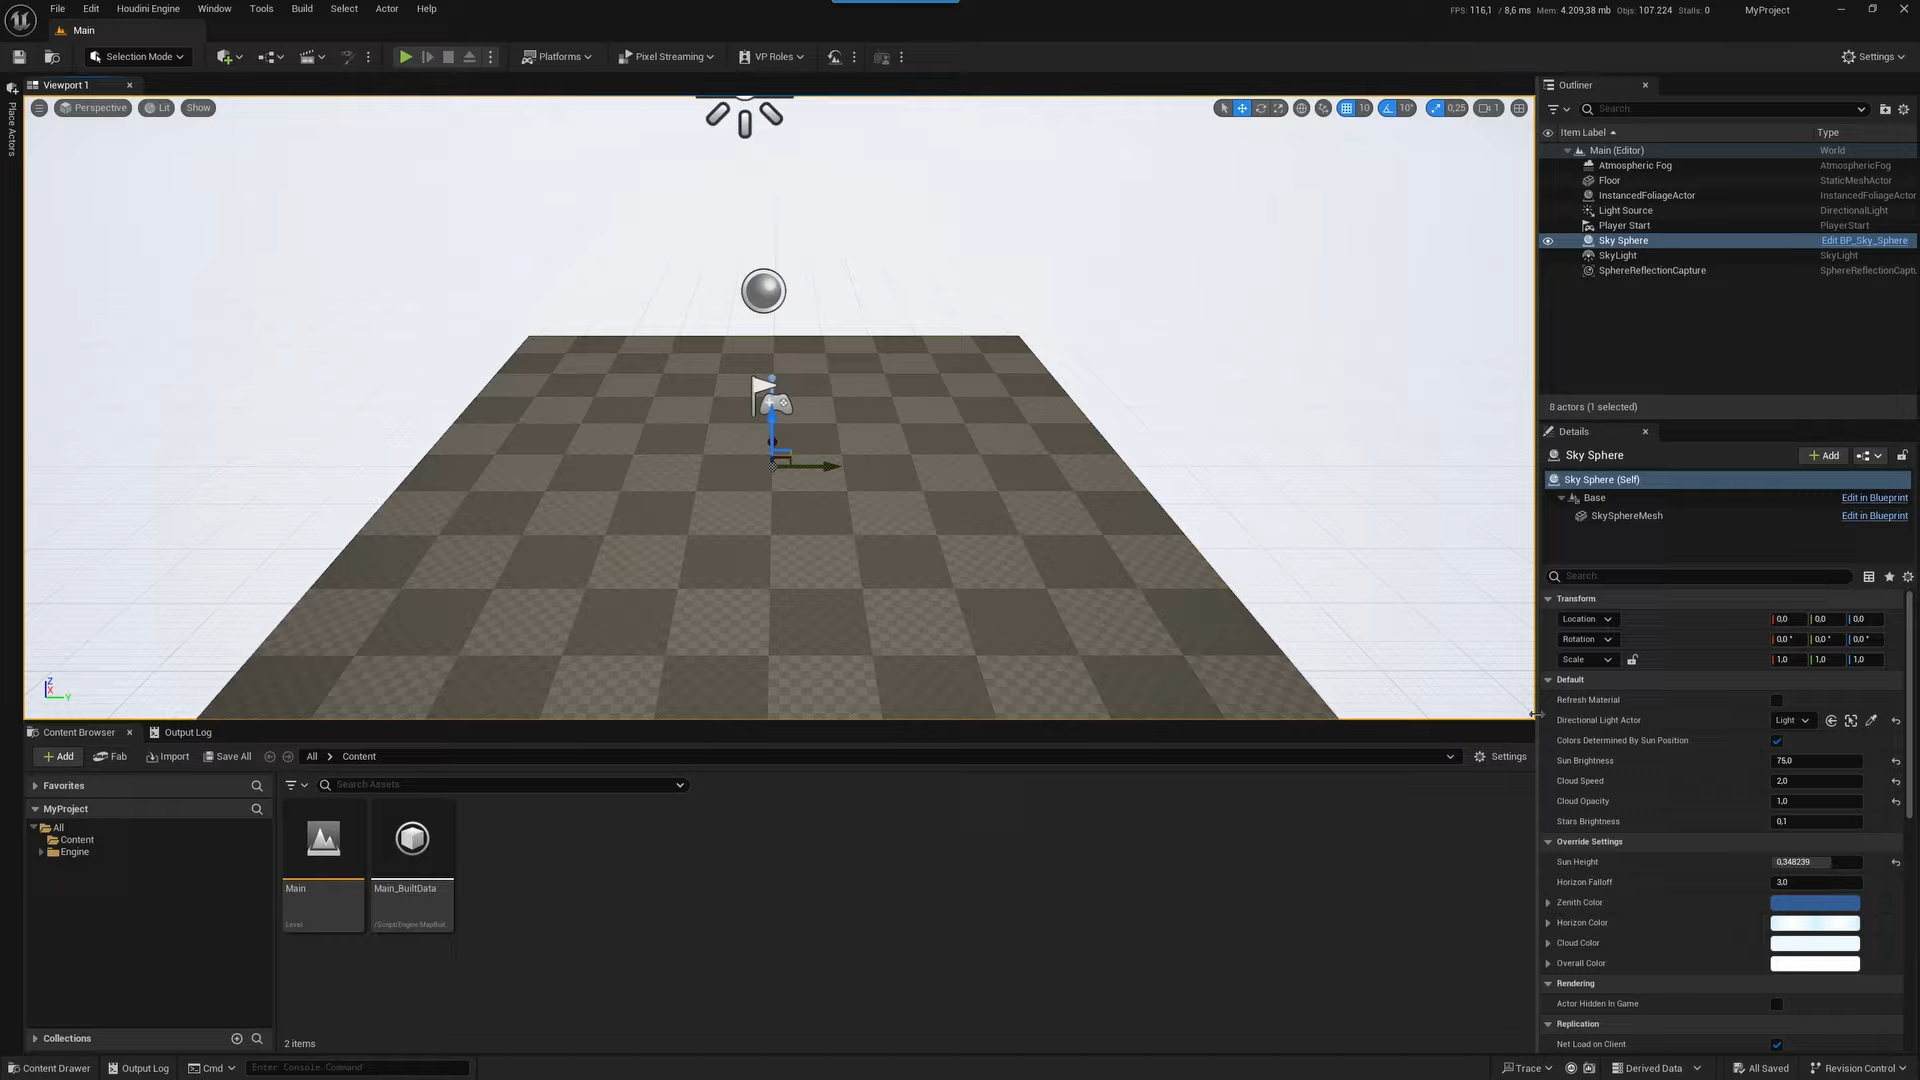 File Edit Houdini Engine Window Tools Build Select Actor Help
FPS: 116,1 / 8,6 ms Mem: 4.209,38 mb Objs: 107.224 Stalls: 0 MyProject
Main
Selection Mode Platforms Pixel Streaming VP Roles Settings
Viewport 1
Perspective Lit Show 10 10° 0,25 1
Place Actors
Z
X
Y
Outliner
Search...
Item Label Type
Main (Editor) World
Atmospheric Fog AtmosphericFog
Floor StaticMeshActor
InstancedFoliageActor InstancedFoliageActor
Light Source DirectionalLight
Player Start PlayerStart
Sky Sphere Edit BP_Sky_Sphere
SkyLight SkyLight
SphereReflectionCapture SphereReflectionCaptu
8 actors (1 selected)
Details
Sky Sphere Add
Sky Sphere (Self)
Base Edit in Blueprint
SkySphereMesh Edit in Blueprint
Search
Transform
Location 0,0 0,0 0,0
Rotation 0,0 ° 0,0 ° 0,0 °
Scale 1,0 1,0 1,0
Default
Refresh Material
Directional Light Actor Light
Colors Determined By Sun Position
Sun Brightness 75,0
Cloud Speed 2,0
Cloud Opacity 1,0
Stars Brightness 0,1
Override Settings
Sun Height 0,348239
Horizon Falloff 3,0
Zenith Color
Horizon Color
Cloud Color
Overall Color
Rendering
Actor Hidden In Game
Replication
Net Load on Client
Content Browser Output Log
Add Fab Import Save All All Content Settings
Favorites
MyProject
All
Content
Engine
Collections
Search Assets
Main
Level
Main_BuiltData
/Script/Engine.MapBuil..
2 items
Content Drawer Output Log Cmd Enter Console Command Trace Derived Data All Saved Revision Control